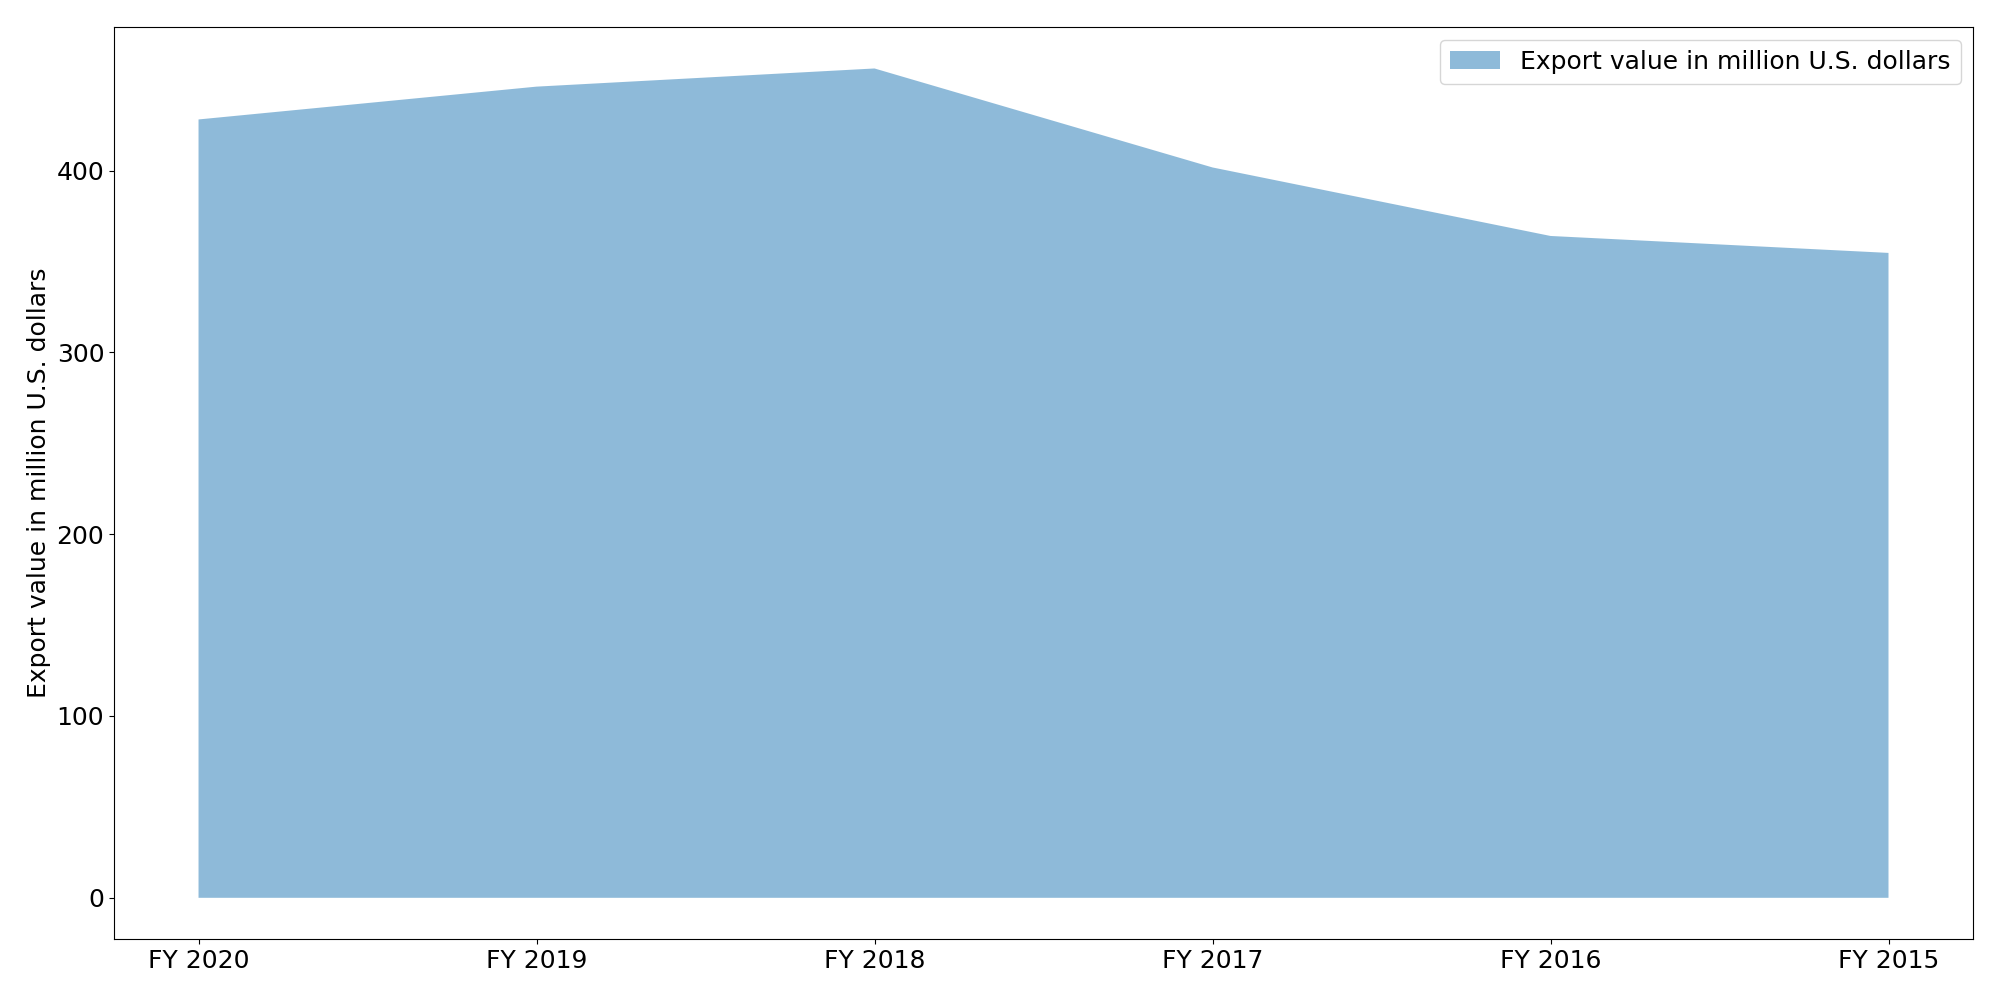 Export value in million U.S. dollars
Export value in million U.S. dollars
400
300
200
100
0
FY 2020
FY 2019
FY 2018
FY 2017
FY 2016
FY 2015